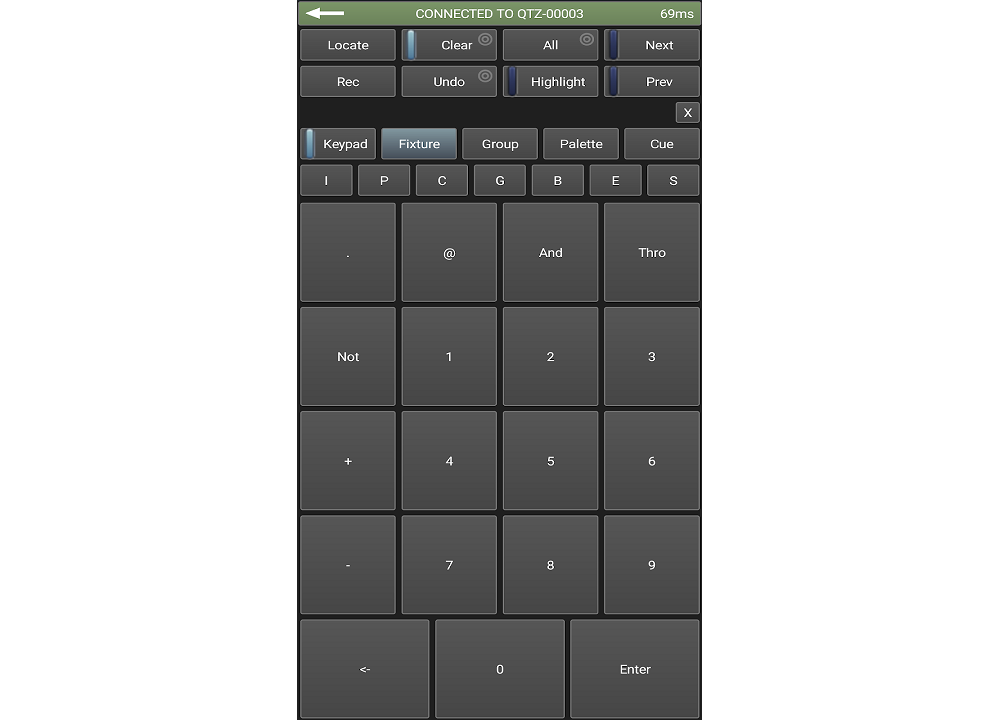 CONNECTED TO QTZ-00003 69ms
Locate Clear All Next
Rec Undo Highlight Prev
X
Keypad Fixture Group Palette Cue
I P C G B E S
. @ And Thro
Not 1 2 3
+ 4 5 6
- 7 8 9
<- 0 Enter